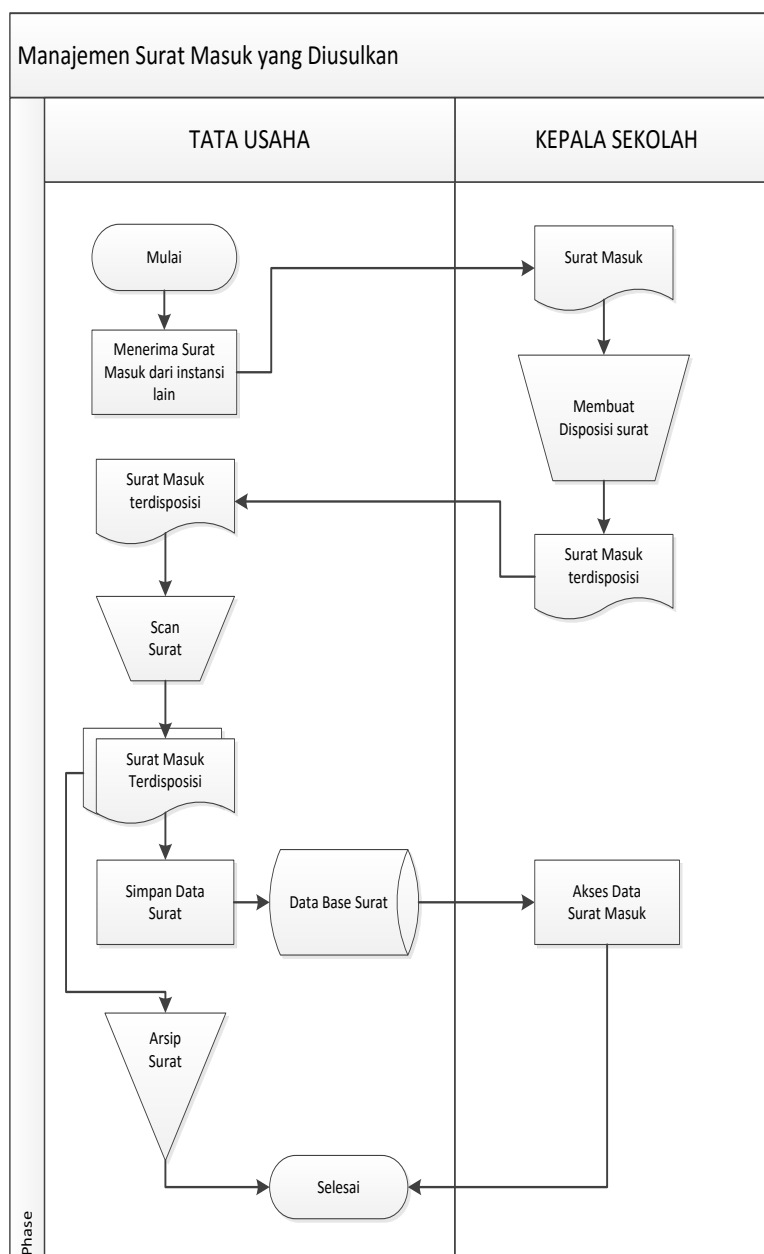 Manajemen Surat Masuk yang Diusulkan
TATA USAHA
KEPALA SEKOLAH
Mulai
Surat Masuk
Menerima Surat
Masuk dari instansi
lain
Membuat
Disposisi surat
Surat Masuk
terdisposisi
Surat Masuk
terdisposisi
Scan
Surat
Surat Masuk
Terdisposisi
Simpan Data
Surat
Data Base Surat
Akses Data
Surat Masuk
Arsip
Surat
Selesai
Phase